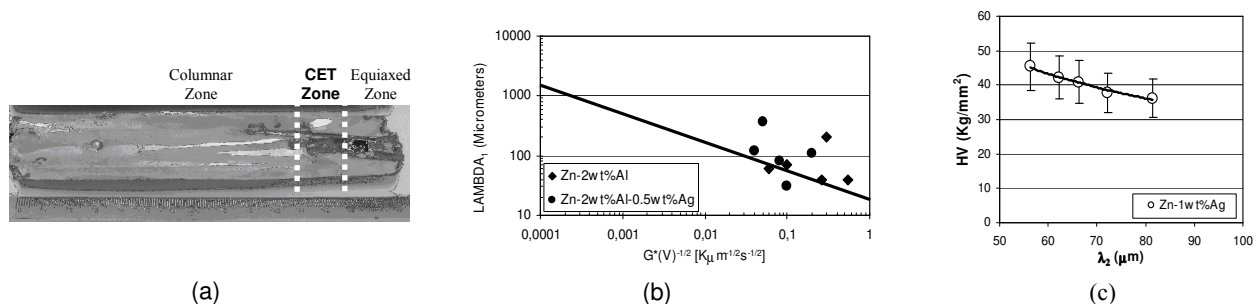 Columnar
Zone
CET
Zone
Equiaxed
Zone
(a)
LAMBDA₁ (Micrometers)
10000
1000
100
10
0,0001
0,001
0,01
0,1
1
G*(V)⁻¹/² [Kμ m⁻¹/²s⁻¹/²]
Zn-2wt%Al
Zn-2wt%Al-0.5wt%Ag
(b)
HV (Kg/mm²)
60
50
40
30
20
10
0
50
60
70
80
90
100
λ₂ (μm)
Zn-1wt%Ag
(c)